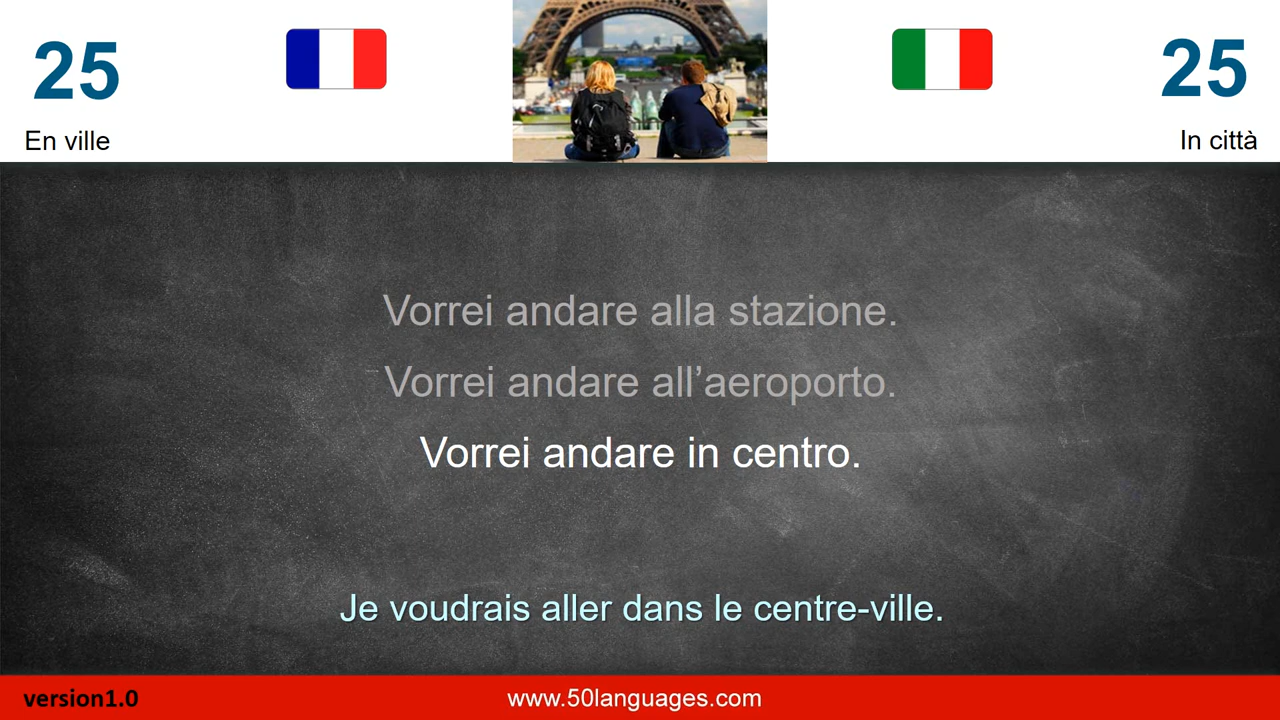 25
25
En ville
In città
Vorrei andare alla stazione.
Vorrei andare all’aeroporto.
Vorrei andare in centro.
Je voudrais aller dans le centre-ville.
version1.0
www.50languages.com